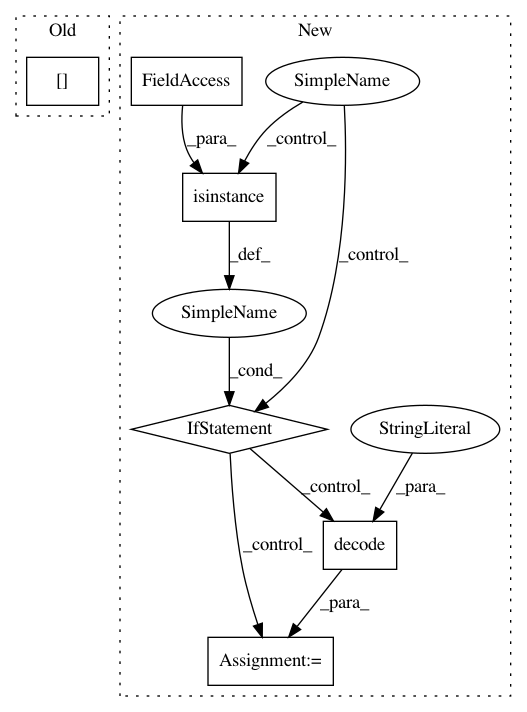 Old
New
[]
FieldAccess
SimpleName
_para_
_control_
isinstance
_def_
_control_
SimpleName
_cond_
IfStatement
StringLiteral
_control_
_para_
_control_
decode
_para_
Assignment:=